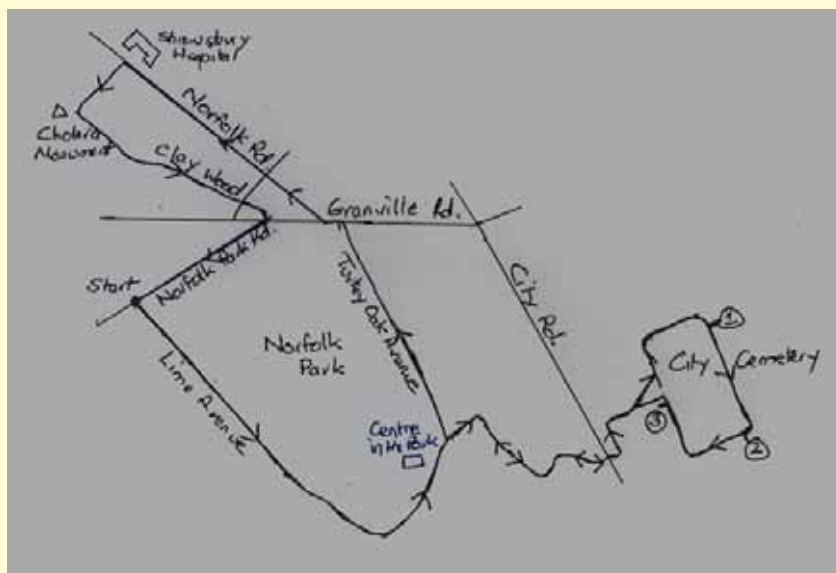 Shrewsbury
Hospital
Norfolk Rd
Cholera
Monument
Clay Wood
Granville Rd.
Norfolk Park Rd.
Start
Turkey Oak Avenue
City Rd.
Norfolk
Park
Lime Avenue
Centre
in the Park
City Cemetery
1
2
3